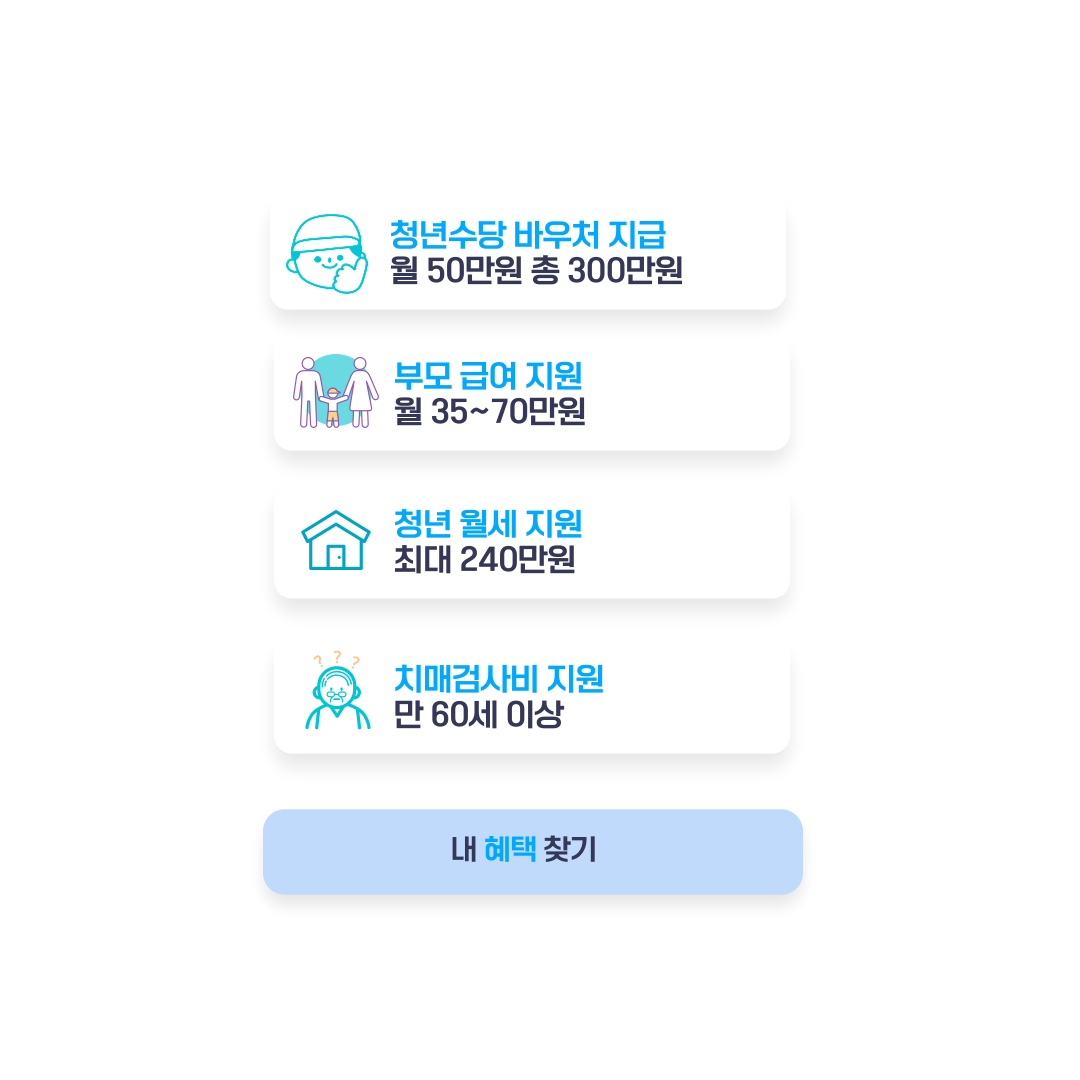 청년수당 바우처 지급
월 50만원 총 300만원
부모 급여 지원
월 35~70만원
청년 월세 지원
최대 240만원
? ? ?
치매검사비 지원
만 60세 이상
내 혜택 찾기